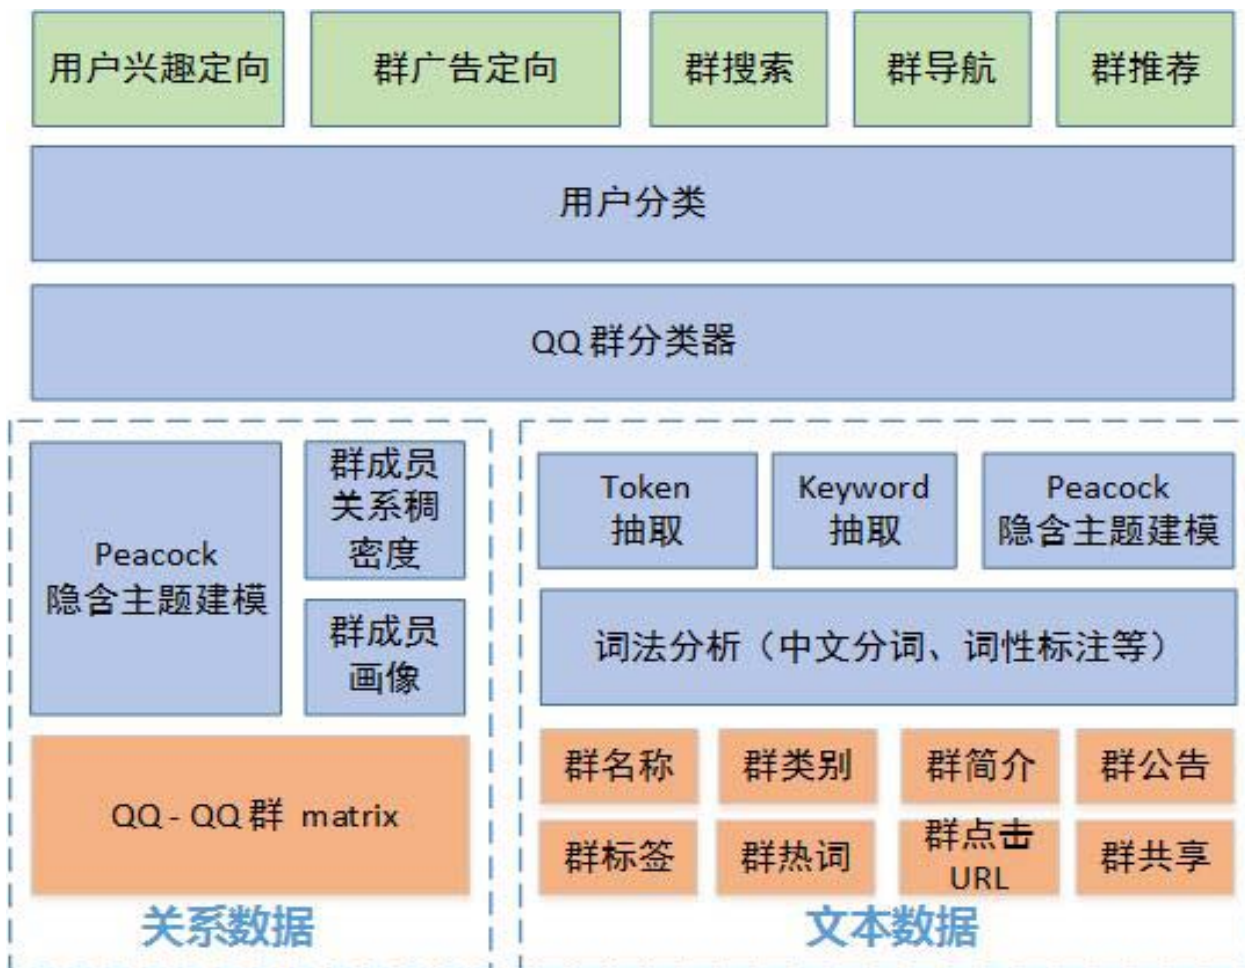 用户兴趣定向
群广告定向
群搜索
群导航
群推荐
用户分类
QQ 群分类器
Peacock
隐含主题建模
群成员
关系稠
密度
群成员
画像
QQ - QQ 群 matrix
关系数据
Token
抽取
Keyword
抽取
Peacock
隐含主题建模
词法分析（中文分词、词性标注等）
群名称
群类别
群简介
群公告
群标签
群热词
群点击
URL
群共享
文本数据